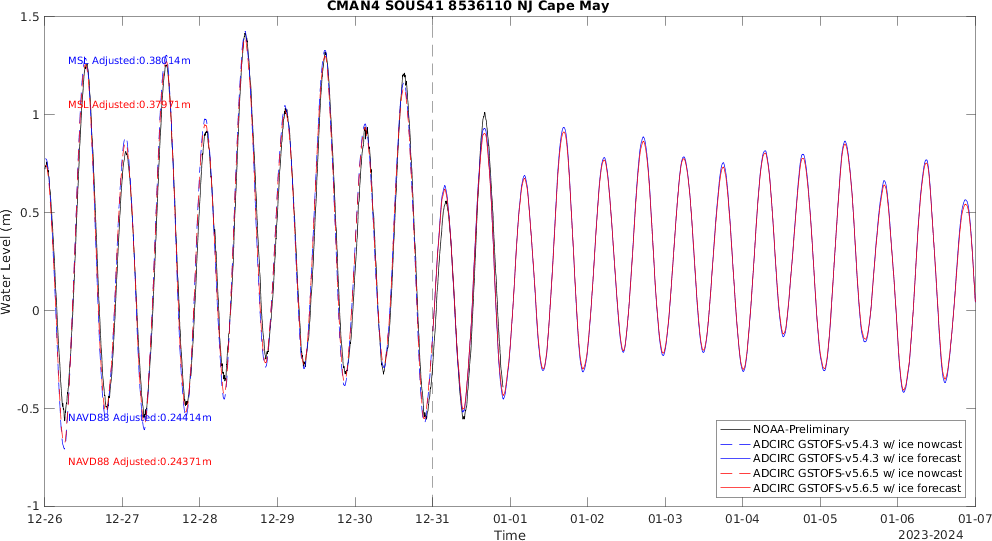 CMAN4 SOUS41 8536110 NJ Cape May
1.5
MSL Adjusted:0.38014m
MSL Adjusted:0.37971m
1
0.5
Water Level (m)
0
-0.5
NAVD88 Adjusted:0.24414m
NAVD88 Adjusted:0.24371m
NOAA-Preliminary
ADCIRC GSTOFS-v5.4.3 w/ ice nowcast
ADCIRC GSTOFS-v5.4.3 w/ ice forecast
ADCIRC GSTOFS-v5.6.5 w/ ice nowcast
ADCIRC GSTOFS-v5.6.5 w/ ice forecast
-1
12-26 12-27 12-28 12-29 12-30 12-31 01-01 01-02 01-03 01-04 01-05 01-06 01-07
Time
2023-2024